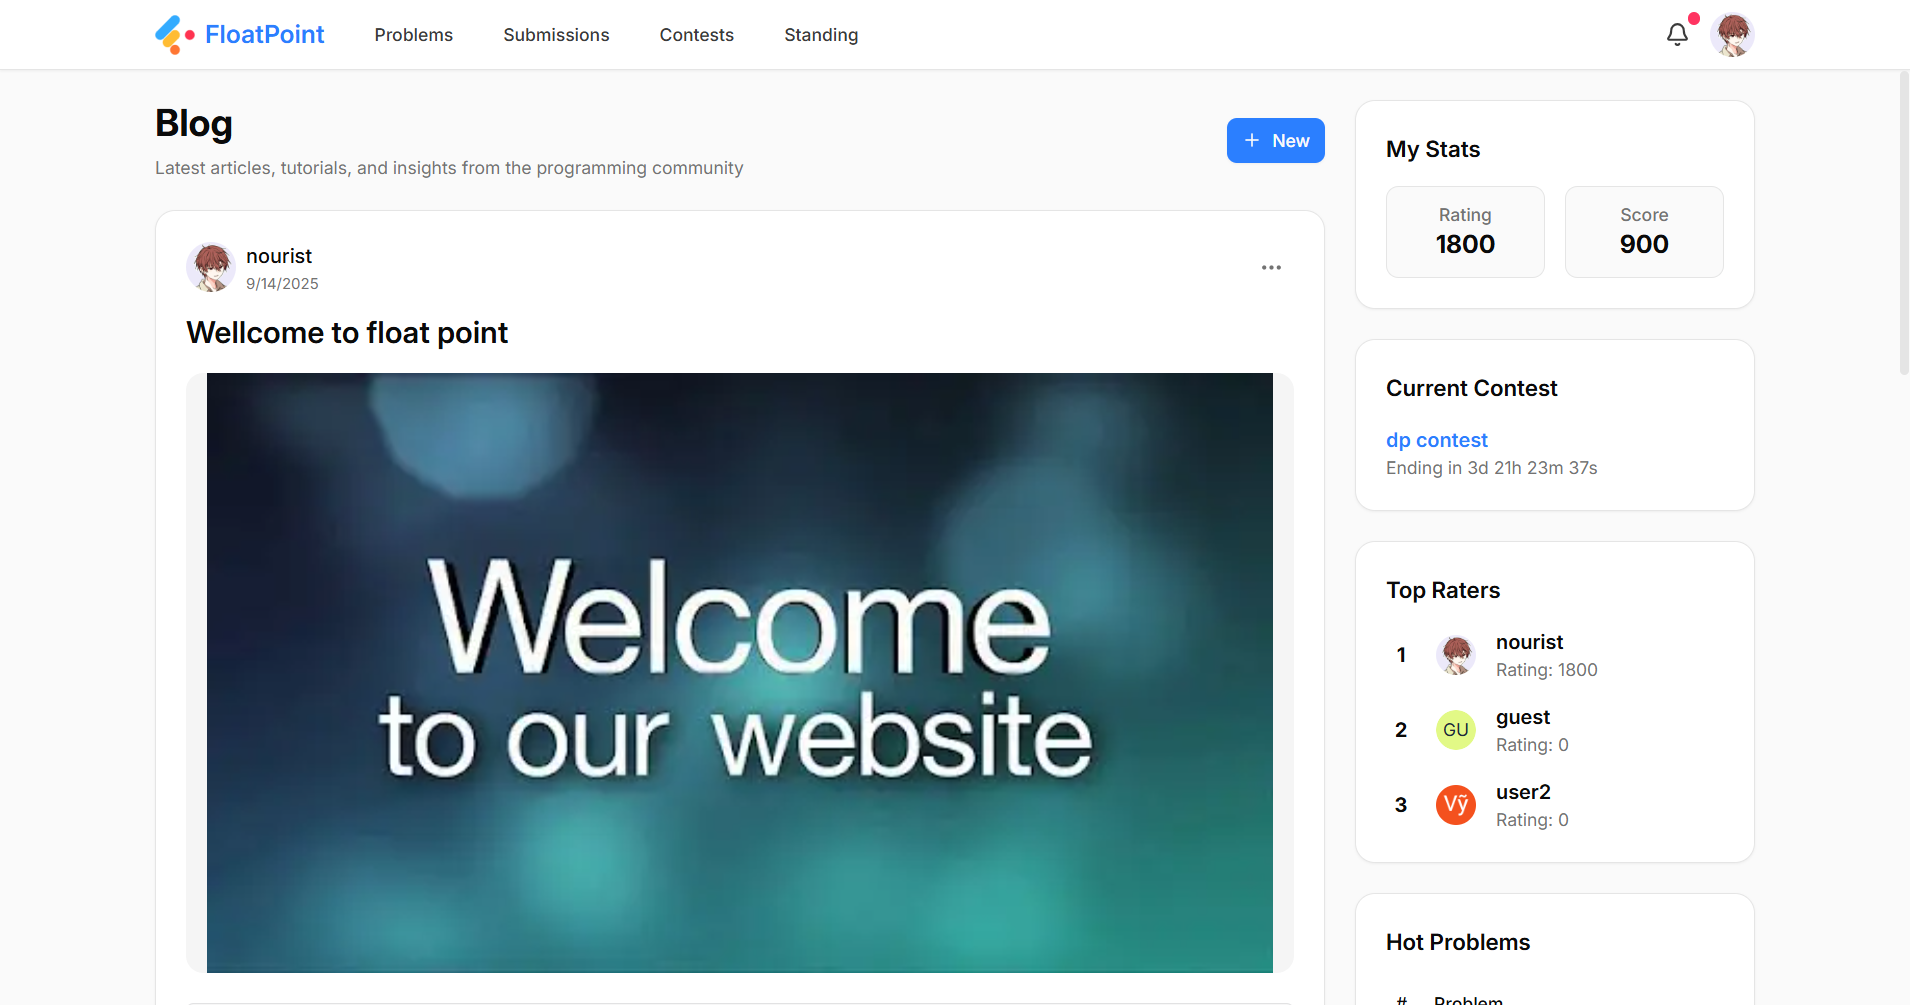 FloatPoint
Problems
Submissions
Contests
Standing
Blog
Latest articles, tutorials, and insights from the programming community
+ New
nourist
9/14/2025
Wellcome to float point
Welcome
to our website
My Stats
Rating
1800
Score
900
Current Contest
dp contest
Ending in 3d 21h 23m 37s
Top Raters
1
nourist
Rating: 1800
2
GU
guest
Rating: 0
3
Vỹ
user2
Rating: 0
Hot Problems
# Problem